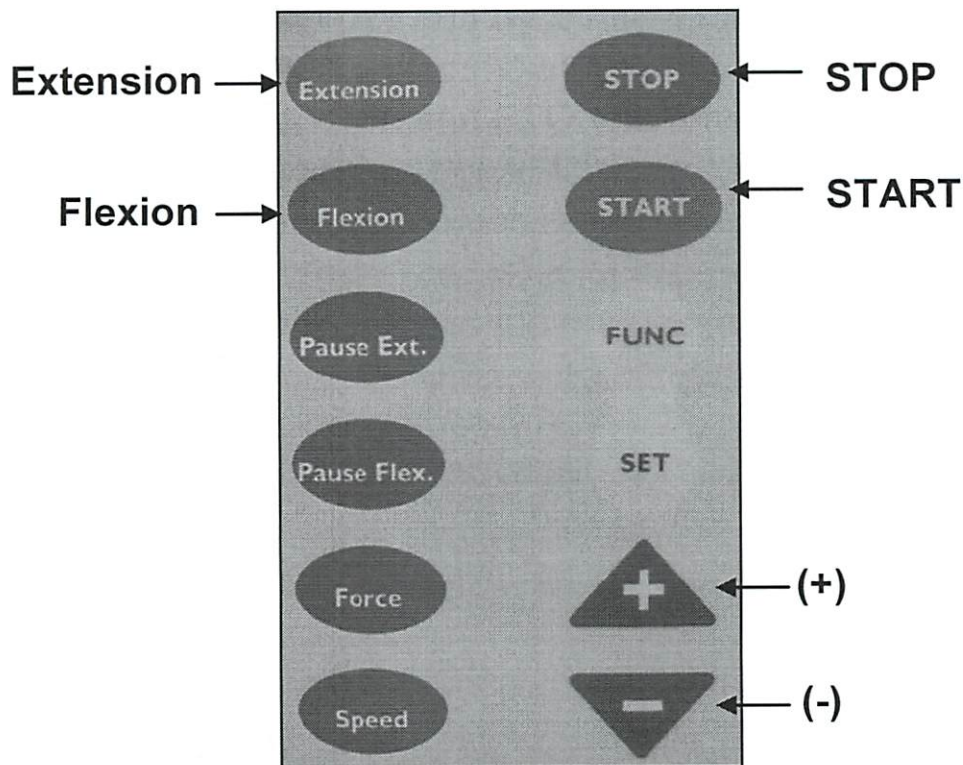 Extension Extension STOP STOP
Flexion Flexion START START
Pause Ext. FUNC
Pause Flex. SET
Force + (+)
Speed - (-)